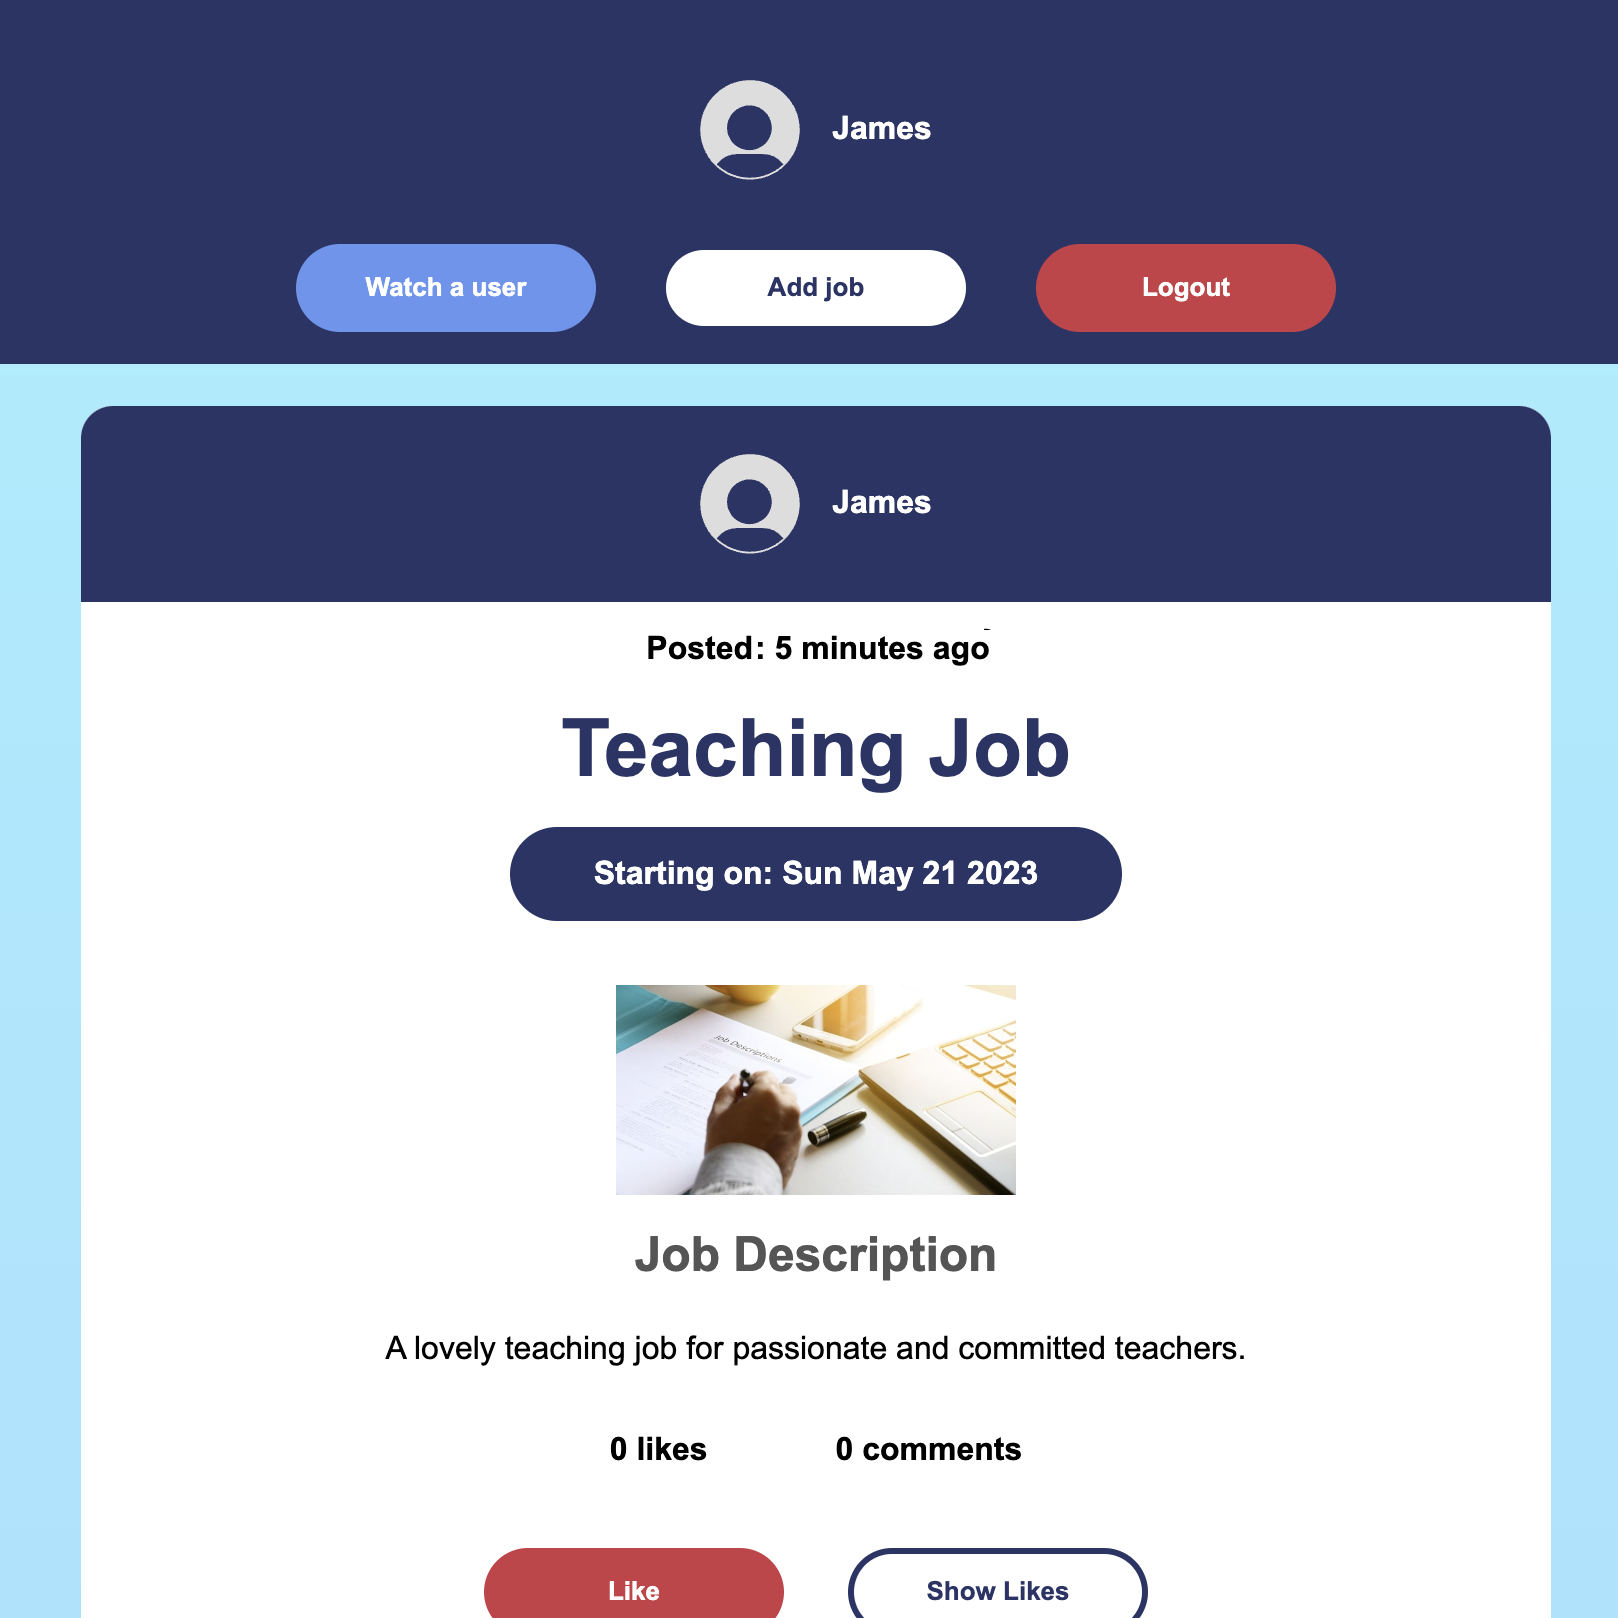 James
Watch a user
Add job
Logout
James
Posted: 5 minutes ago
Teaching Job
Starting on: Sun May 21 2023
Job Descriptions
Job Description
A lovely teaching job for passionate and committed teachers.
0 likes
0 comments
Like
Show Likes